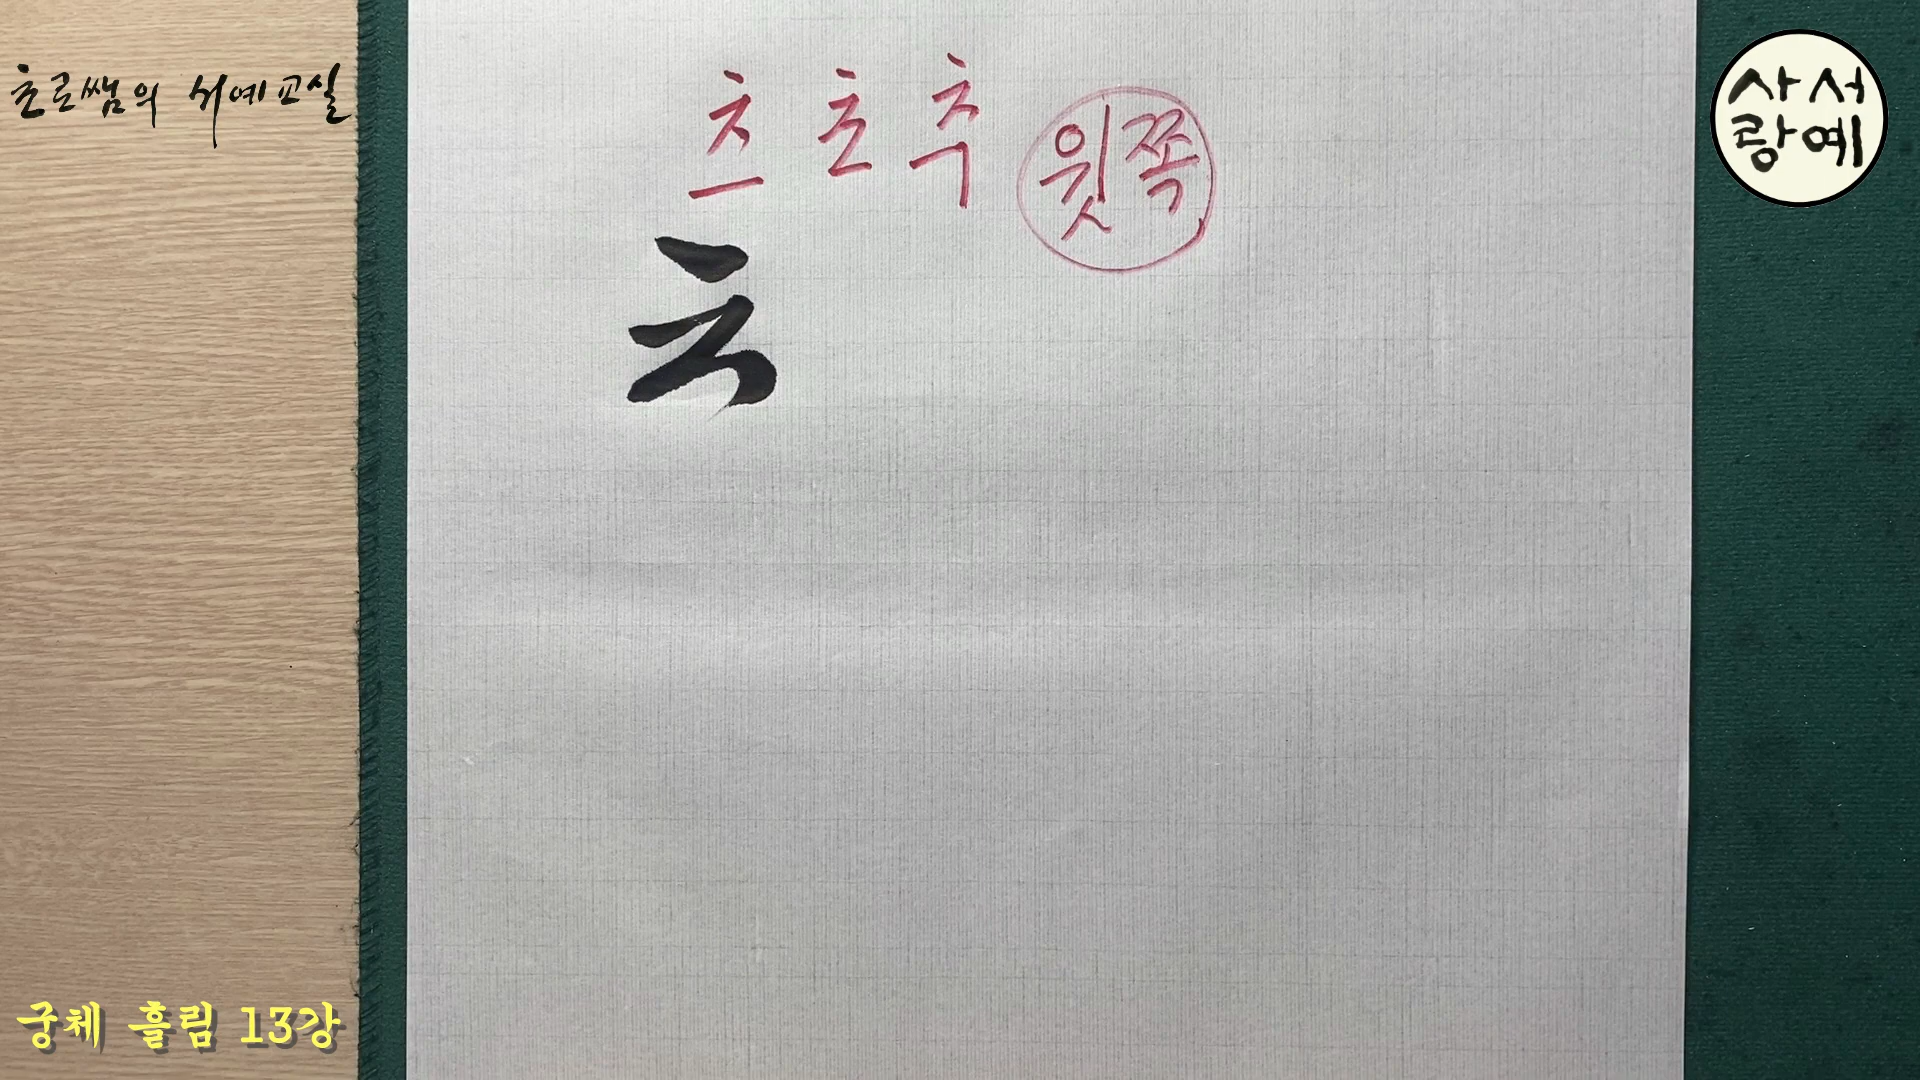 초로쌤의 서예교실
츠 초 추 윗쪽
ㅊ
사서
랑예
궁체 흘림 13강